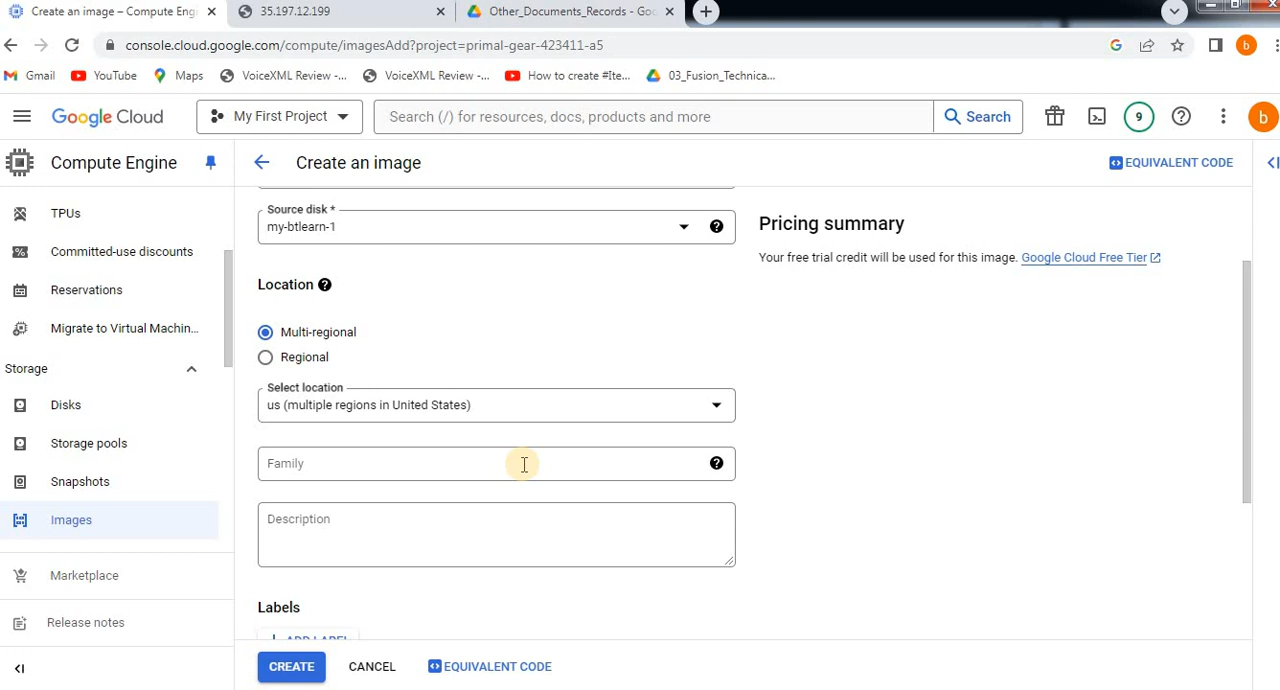 Create an image – Compute Eng
35.197.12.199
Other_Documents_Records - Goo
console.cloud.google.com/compute/imagesAdd?project=primal-gear-423411-a5
b
Gmail
YouTube
Maps
VoiceXML Review -...
VoiceXML Review -...
How to create #Ite...
03_Fusion_Technica...
Google Cloud
My First Project
Search (/) for resources, docs, products and more
Search
9
b
Compute Engine
Create an image
EQUIVALENT CODE
TPUs
Committed-use discounts
Reservations
Migrate to Virtual Machin...
Storage
Disks
Storage pools
Snapshots
Images
Marketplace
Release notes
Source disk *
my-btlearn-1
Location
Multi-regional
Regional
Select location
us (multiple regions in United States)
Family
Description
Labels
ADD LABEL
CREATE
CANCEL
EQUIVALENT CODE
Pricing summary
Your free trial credit will be used for this image. Google Cloud Free Tier